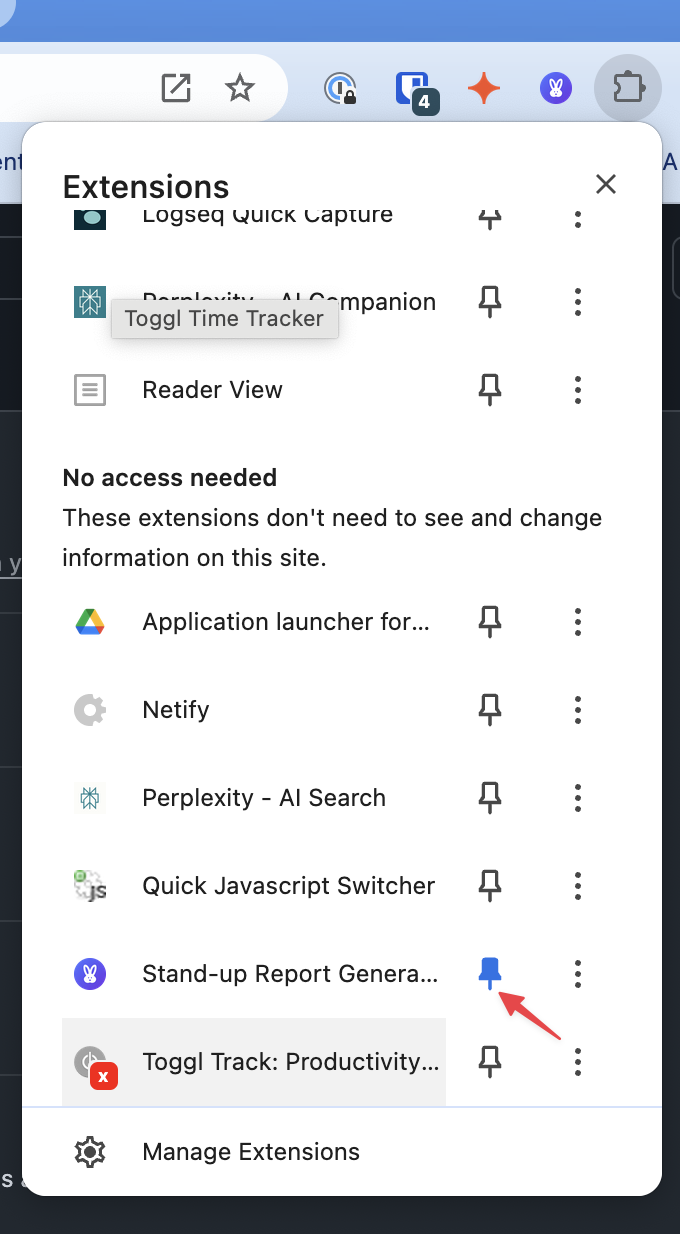 4
ent
A
Extensions
Logseq Quick Capture
Perplexity - AI Companion
Toggl Time Tracker
Reader View
No access needed
These extensions don't need to see and change
information on this site.
y
Application launcher for...
Netify
Perplexity - AI Search
js
Quick Javascript Switcher
Stand-up Report Genera...
x
Toggl Track: Productivity...
Manage Extensions
s a